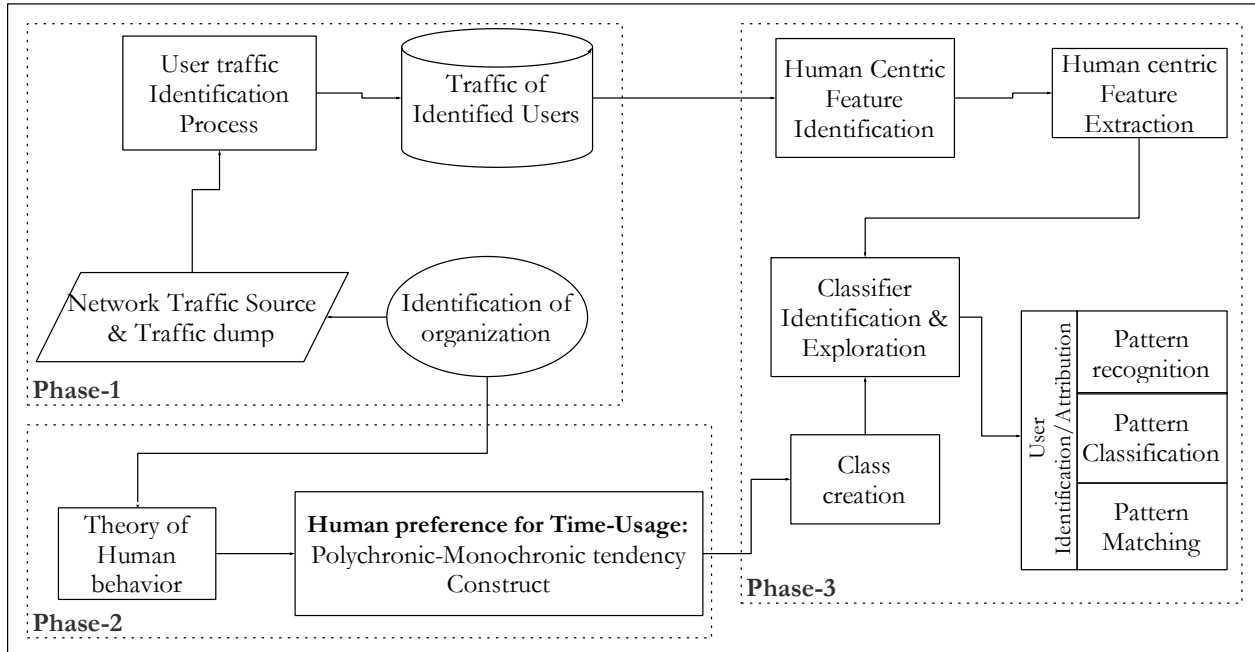 User traffic
Identification
Process
Traffic of
Identified Users
Network Traffic Source
& Traffic dump
Identification of
organization
Phase-1
Theory of
Human
behavior
Human preference for Time-Usage:
Polychronic-Monochronic tendency
Construct
Phase-2
Human Centric
Feature
Identification
Human centric
Feature
Extraction
Classifier
Identification &
Exploration
Class
creation
User
Identification/Attribution
Pattern
recognition
Pattern
Classification
Pattern
Matching
Phase-3